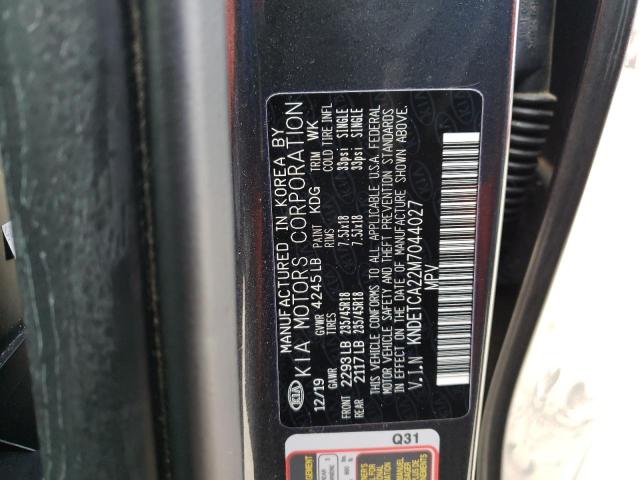 MANUFACTURED IN KOREA BY
KIA MOTORS CORPORATION
12/19 GVWR 4245LB PAINT KDG TRIM WK
GAWR TIRES RIMS COLD TIRE INFL
FRONT 2293LB 235/45R18 7.5JX18 33psi SINGLE
REAR 2117LB 235/45R18 7.5JX18 33psi SINGLE
THIS VEHICLE CONFORMS TO ALL APPLICABLE U.S.A. FEDERAL
MOTOR VEHICLE SAFETY AND THEFT PREVENTION STANDARDS
IN EFFECT ON THE DATE OF MANUFACTURE SHOWN ABOVE.
V.I.N KNDETCA22M7044027
MPV
KIA
Q31